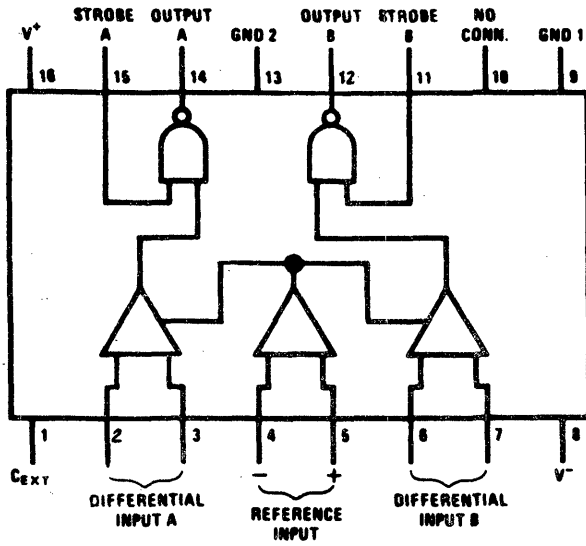 V+
STROBE A
OUTPUT A
GND 2
OUTPUT B
STROBE B
NO CONN.
GND 1
16
15
14
13
12
11
10
9
1
2
3
4
5
6
7
8
CEXT
DIFFERENTIAL INPUT A
−
+
REFERENCE INPUT
DIFFERENTIAL INPUT B
V−